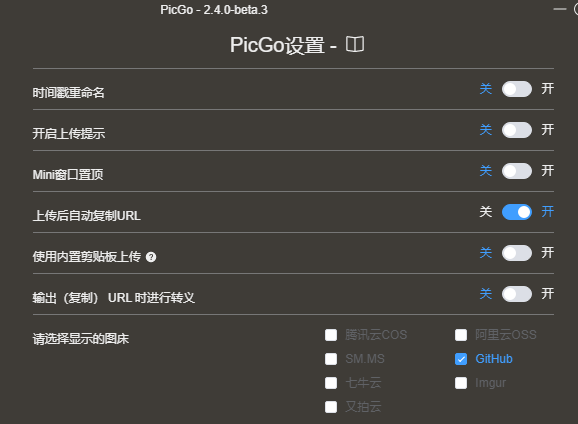 PicGo - 2.4.0-beta.3
PicGo设置 -
时间戳重命名 关 开
开启上传提示 关 开
Mini窗口置顶 关 开
上传后自动复制URL 关 开
使用内置剪贴板上传 ? 关 开
输出（复制） URL 时进行转义 关 开
请选择显示的图床 腾讯云COS 阿里云OSS
SM.MS GitHub
七牛云 Imgur
又拍云